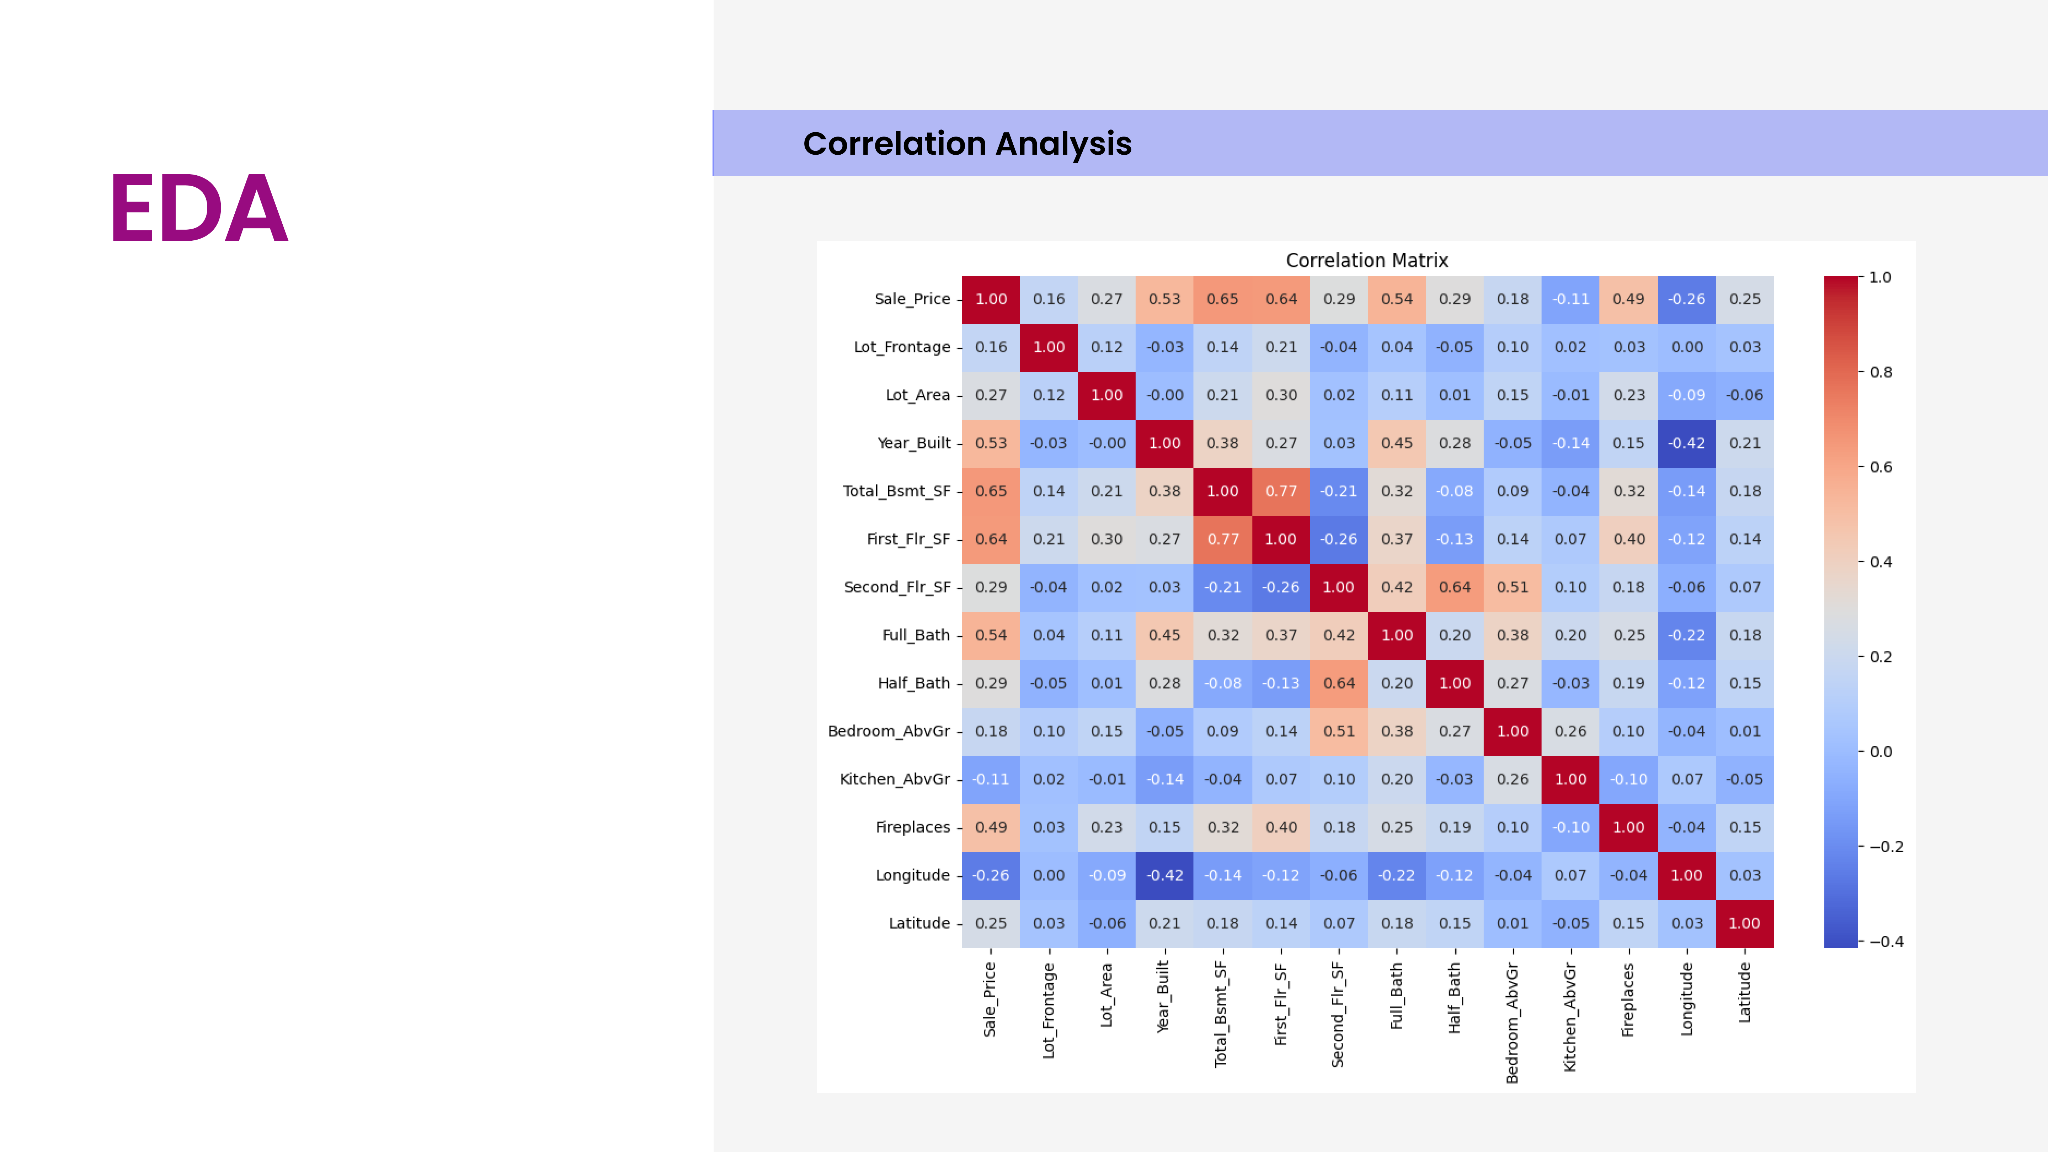 EDA
Correlation Analysis
Correlation Matrix
Sale_Price 1.00 0.16 0.27 0.53 0.65 0.64 0.29 0.54 0.29 0.18 -0.11 0.49 -0.26 0.25
Lot_Frontage 0.16 1.00 0.12 -0.03 0.14 0.21 -0.04 0.04 -0.05 0.10 0.02 0.03 0.00 0.03
Lot_Area 0.27 0.12 1.00 -0.00 0.21 0.30 0.02 0.11 0.01 0.15 -0.01 0.23 -0.09 -0.06
Year_Built 0.53 -0.03 -0.00 1.00 0.38 0.27 0.03 0.45 0.28 -0.05 -0.14 0.15 -0.42 0.21
Total_Bsmt_SF 0.65 0.14 0.21 0.38 1.00 0.77 -0.21 0.32 -0.08 0.09 -0.04 0.32 -0.14 0.18
First_Flr_SF 0.64 0.21 0.30 0.27 0.77 1.00 -0.26 0.37 -0.13 0.14 0.07 0.40 -0.12 0.14
Second_Flr_SF 0.29 -0.04 0.02 0.03 -0.21 -0.26 1.00 0.42 0.64 0.51 0.10 0.18 -0.06 0.07
Full_Bath 0.54 0.04 0.11 0.45 0.32 0.37 0.42 1.00 0.20 0.38 0.20 0.25 -0.22 0.18
Half_Bath 0.29 -0.05 0.01 0.28 -0.08 -0.13 0.64 0.20 1.00 0.27 -0.03 0.19 -0.12 0.15
Bedroom_AbvGr 0.18 0.10 0.15 -0.05 0.09 0.14 0.51 0.38 0.27 1.00 0.26 0.10 -0.04 0.01
Kitchen_AbvGr -0.11 0.02 -0.01 -0.14 -0.04 0.07 0.10 0.20 -0.03 0.26 1.00 -0.10 0.07 -0.05
Fireplaces 0.49 0.03 0.23 0.15 0.32 0.40 0.18 0.25 0.19 0.10 -0.10 1.00 -0.04 0.15
Longitude -0.26 0.00 -0.09 -0.42 -0.14 -0.12 -0.06 -0.22 -0.12 -0.04 0.07 -0.04 1.00 0.03
Latitude 0.25 0.03 -0.06 0.21 0.18 0.14 0.07 0.18 0.15 0.01 -0.05 0.15 0.03 1.00
Sale_Price
Lot_Frontage
Lot_Area
Year_Built
Total_Bsmt_SF
First_Flr_SF
Second_Flr_SF
Full_Bath
Half_Bath
Bedroom_AbvGr
Kitchen_AbvGr
Fireplaces
Longitude
Latitude
1.0
0.8
0.6
0.4
0.2
0.0
−0.2
−0.4